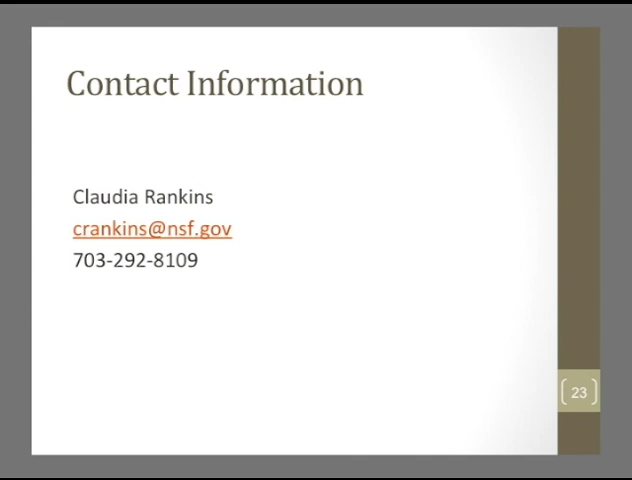 Contact Information
Claudia Rankins
crankins@nsf.gov
703-292-8109
23